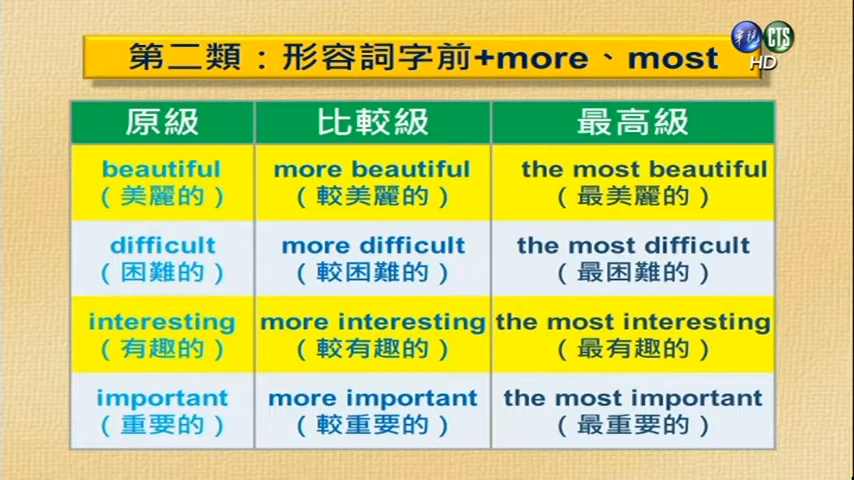 第二類：形容詞字前+more、most
華視 CTS
HD
原級 比較級 最高級
beautiful more beautiful the most beautiful
（美麗的） （較美麗的） （最美麗的）
difficult more difficult the most difficult
（困難的） （較困難的） （最困難的）
interesting more interesting the most interesting
（有趣的） （較有趣的） （最有趣的）
important more important the most important
（重要的） （較重要的） （最重要的）